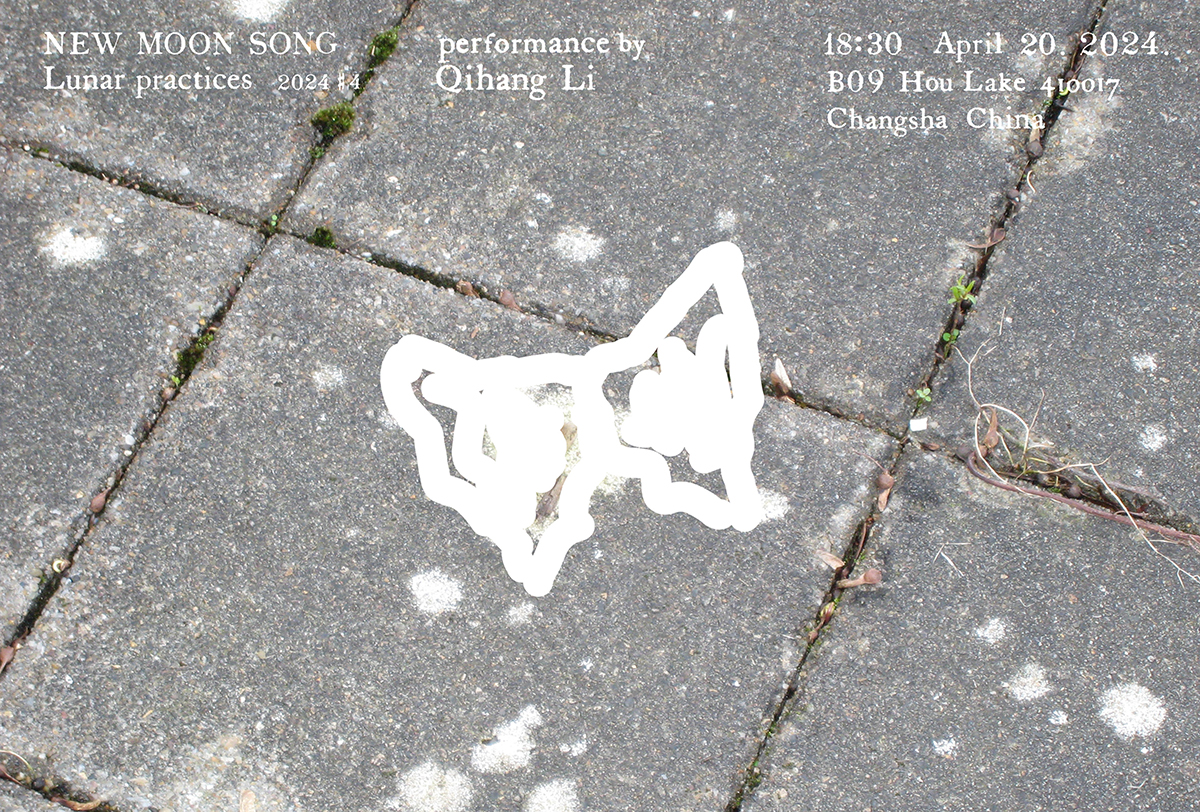 NEW MOON SONG
Lunar practices 2024 #4
performance by
Qihang Li
18:30 April 20, 2024.
B09 Hou Lake 410017
Changsha China